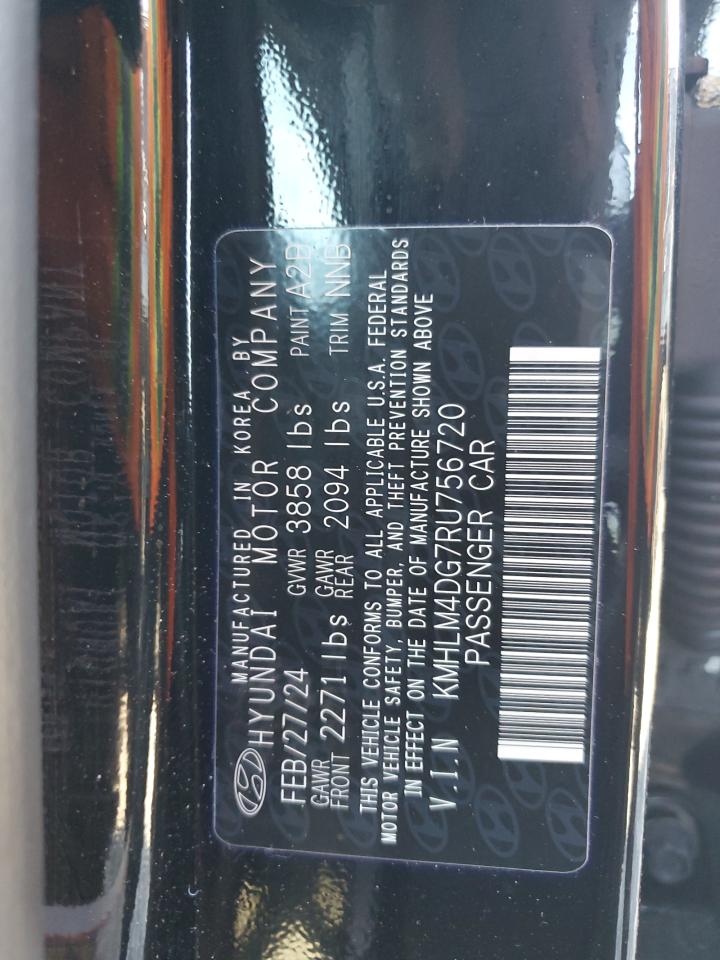 MANUFACTURED IN KOREA BY
HYUNDAI MOTOR COMPANY
FEB/27/24 GVWR 3858 lbs PAINT A2B
GAWR FRONT 2271 lbs GAWR REAR 2094 lbs TRIM NNB
THIS VEHICLE CONFORMS TO ALL APPLICABLE U.S.A. FEDERAL
MOTOR VEHICLE SAFETY, BUMPER, AND THEFT PREVENTION STANDARDS
IN EFFECT ON THE DATE OF MANUFACTURE SHOWN ABOVE
V.I.N KMHLM4DG7RU756720
PASSENGER CAR